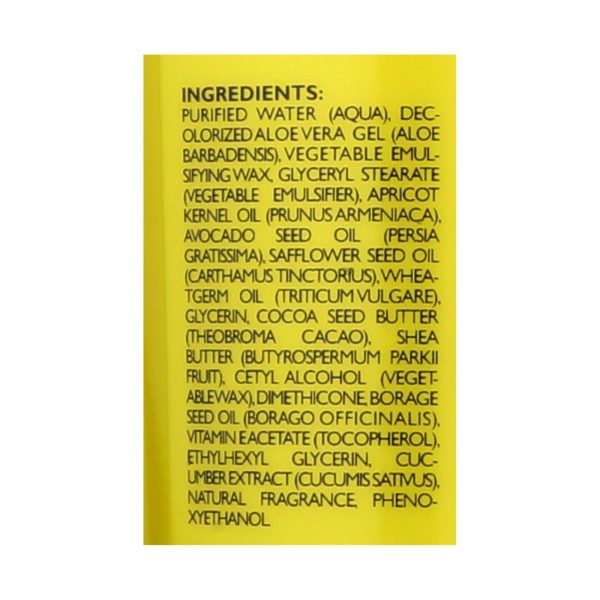 INGREDIENTS:
PURIFIED WATER (AQUA), DEC-
OLORIZED ALOE VERA GEL (ALOE
BARBADENSIS), VEGETABLE EMUL-
SIFYING WAX, GLYCERYL STEARATE
(VEGETABLE EMULSIFIER), APRICOT
KERNEL OIL (PRUNUS ARMENIACA),
AVOCADO SEED OIL (PERSIA
GRATISSIMA), SAFFLOWER SEED OIL
(CARTHAMUS TINCTORIUS), WHEA-
TGERM OIL (TRITICUM VULGARE),
GLYCERIN, COCOA SEED BUTTER
(THEOBROMA CACAO), SHEA
BUTTER (BUTYROSPERMUM PARKII
FRUIT), CETYL ALCOHOL (VEGET-
ABLE WAX), DIMETHICONE, BORAGE
SEED OIL (BORAGO OFFICINALIS),
VITAMIN E ACETATE (TOCOPHEROL),
ETHYLHEXYL GLYCERIN, CUC-
UMBER EXTRACT (CUCUMIS SATIVUS),
NATURAL FRAGRANCE, PHENO-
XYETHANOL